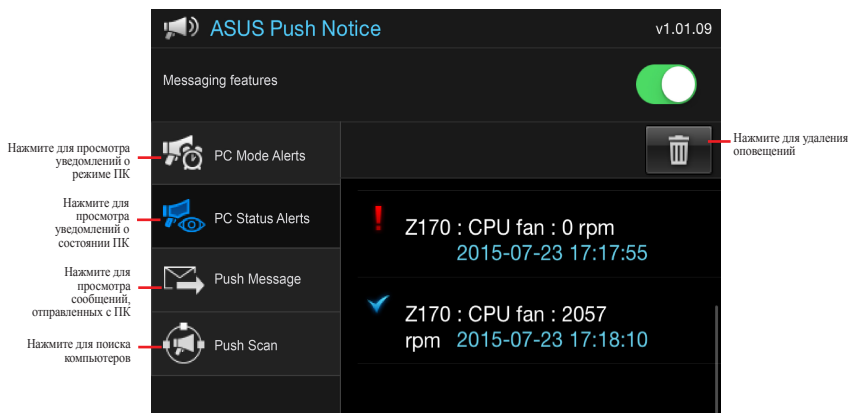 ASUS Push Notice
v1.01.09
Messaging features
Нажмите для просмотра
уведомлений о
режиме ПК
PC Mode Alerts
Нажмите для удаления
оповещений
Нажмите для
просмотра
уведомлений о
состоянии ПК
PC Status Alerts
Z170 : CPU fan : 0 rpm
2015-07-23 17:17:55
Нажмите для
просмотра
сообщений,
отправленных с ПК
Push Message
Z170 : CPU fan : 2057
rpm 2015-07-23 17:18:10
Нажмите для поиска
компьютеров
Push Scan